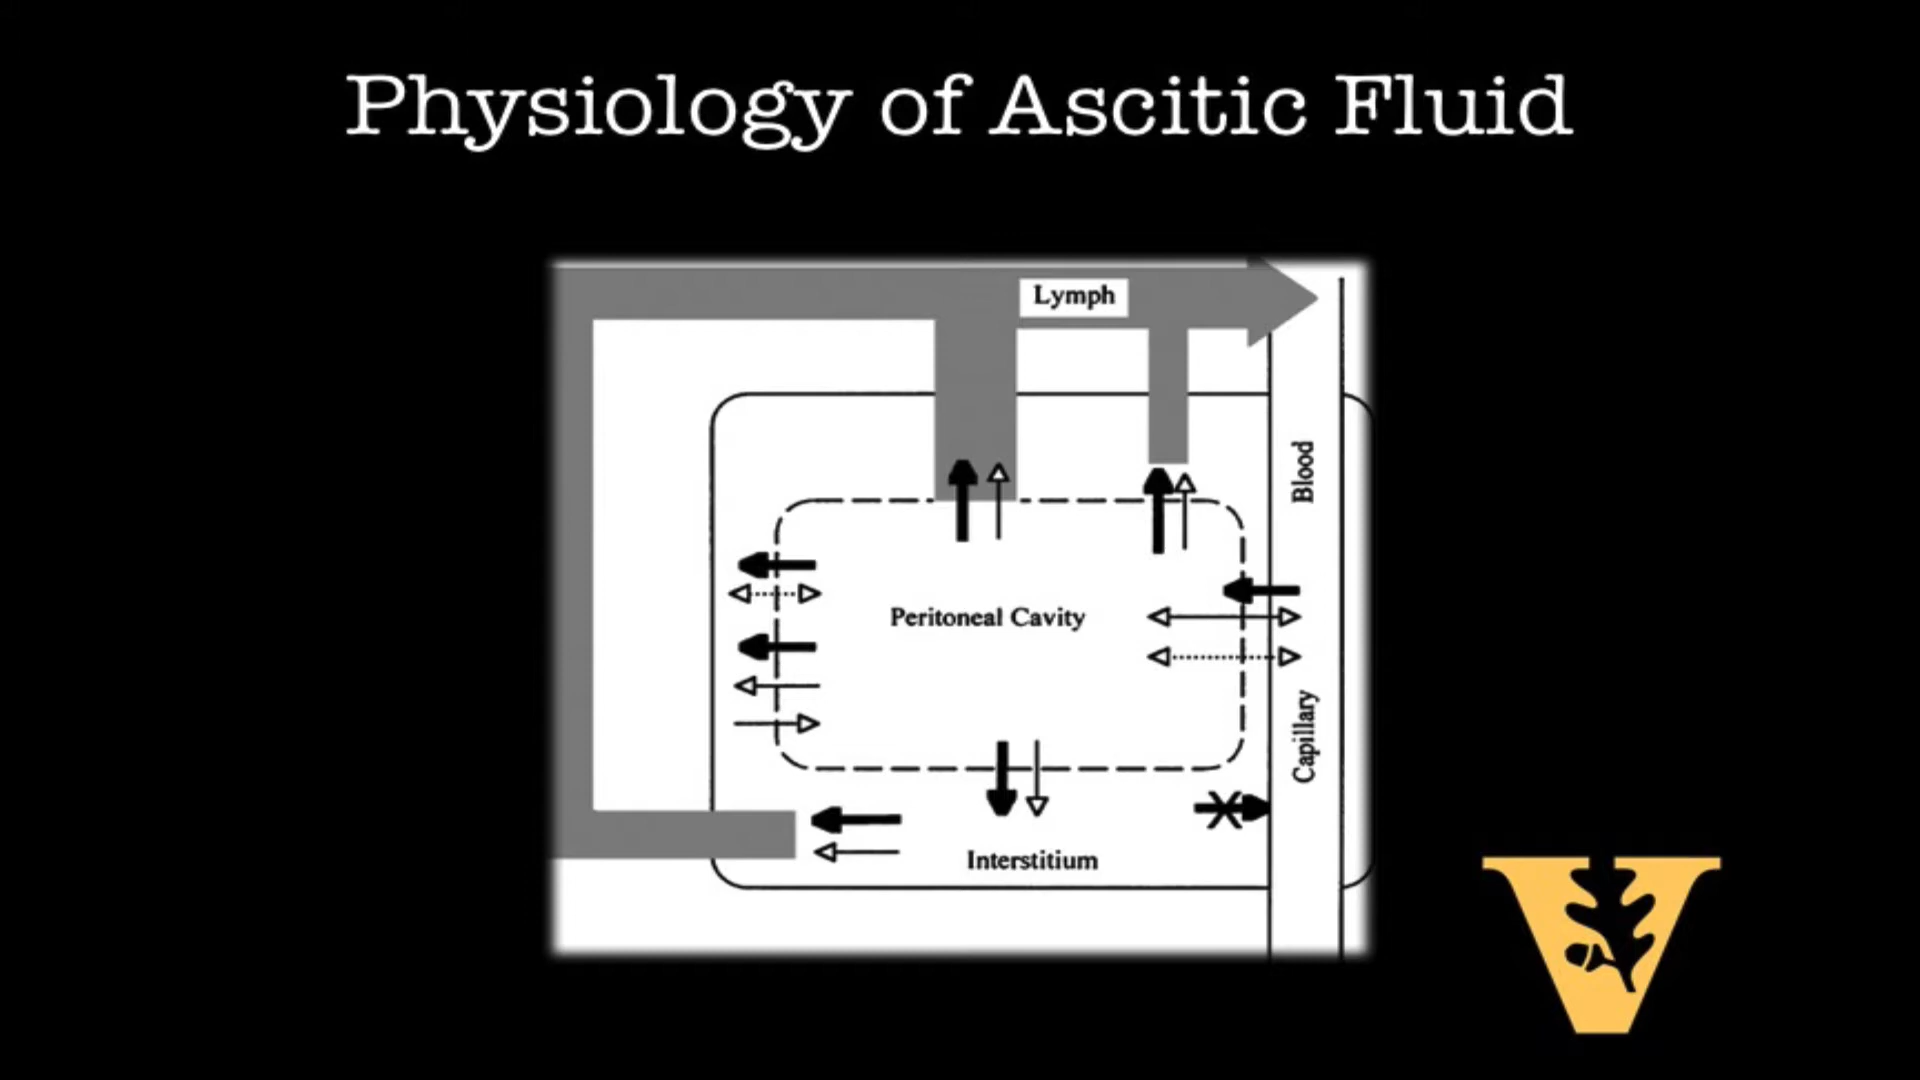 Physiology of Ascitic Fluid
Lymph
Blood
Peritoneal Cavity
Capillary
Interstitium